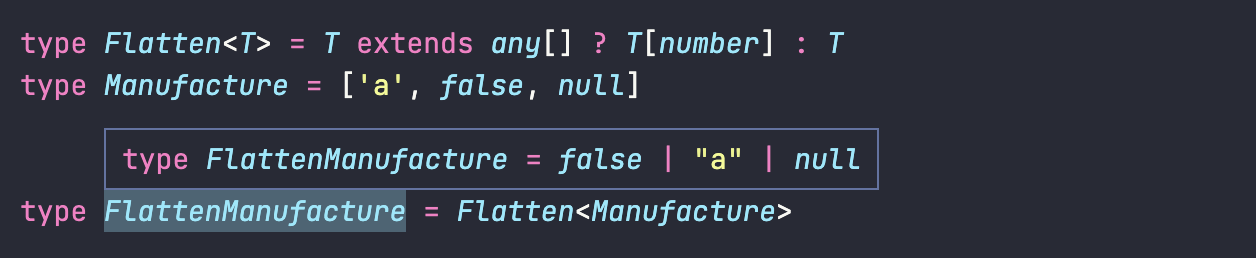 type Flatten<T> = T extends any[] ? T[number] : T
type Manufacture = ['a', false, null]
type FlattenManufacture = false | "a" | null
type FlattenManufacture = Flatten<Manufacture>